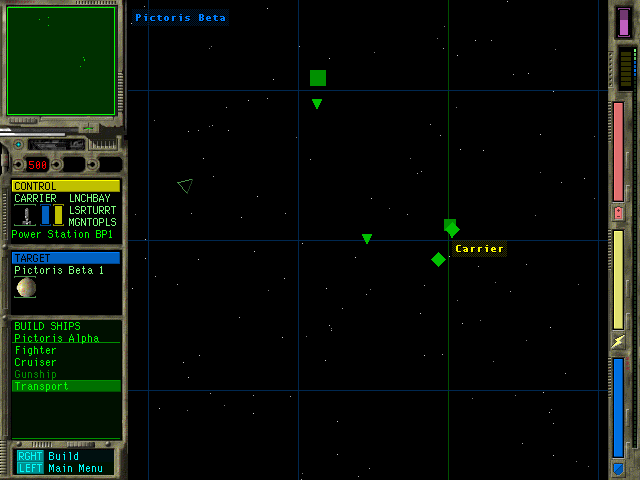 Pictoris Beta
500
CONTROL
CARRIER LNCHBAY
LSRTURRT
MGNTOPLS
Power Station BP1
TARGET
Pictoris Beta 1
BUILD SHIPS
Pictoris Alpha
Fighter
Cruiser
Gunship
Transport
RGHT Build
LEFT Main Menu
Carrier